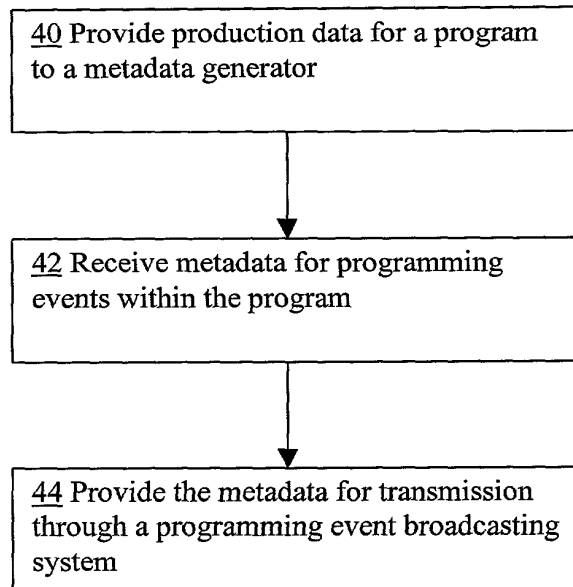 40 Provide production data for a program
to a metadata generator
42 Receive metadata for programming
events within the program
44 Provide the metadata for transmission
through a programming event broadcasting
system